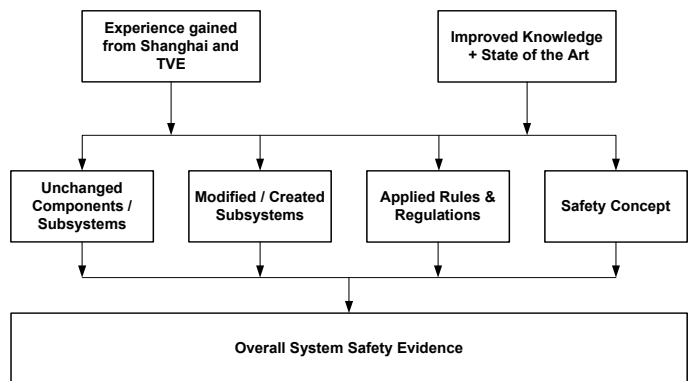 Experience gained
from Shanghai and
TVE
Improved Knowledge
+ State of the Art
Unchanged
Components /
Subsystems
Modified / Created
Subsystems
Applied Rules &
Regulations
Safety Concept
Overall System Safety Evidence